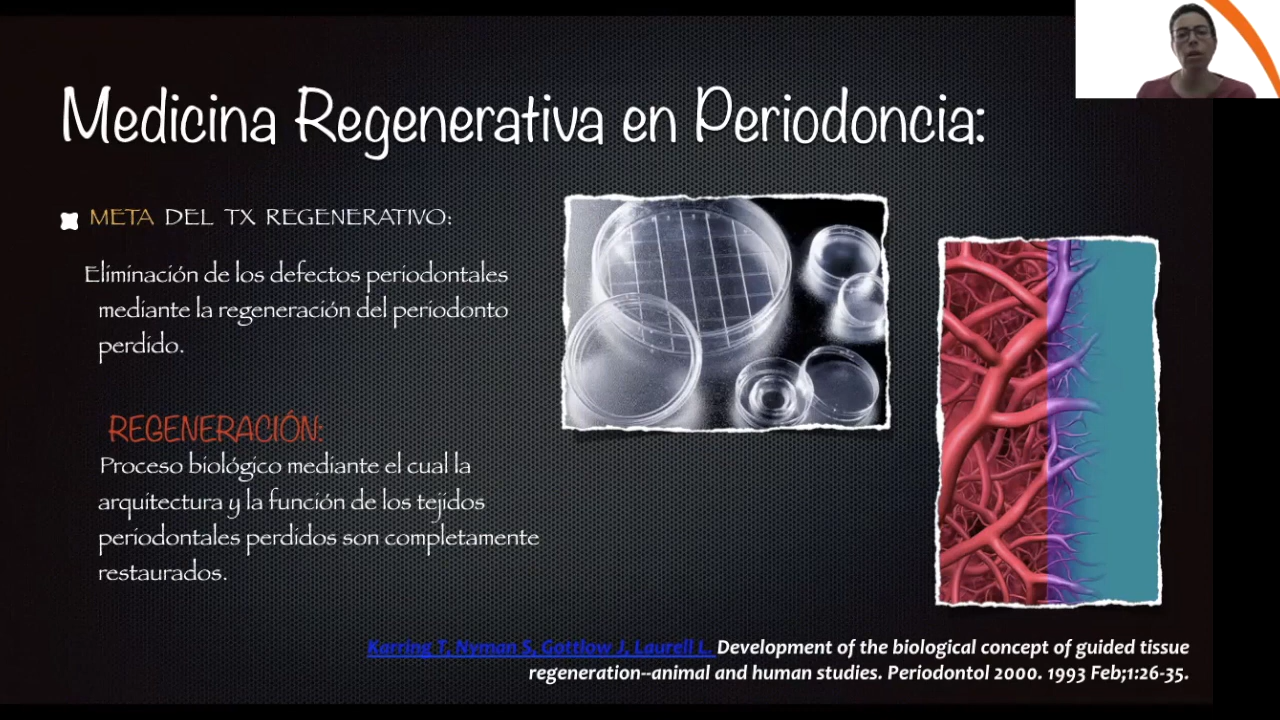 Medicina Regenerativa en Periodoncia:
META DEL TX REGENERATIVO:
Eliminación de los defectos periodontales
mediante la regeneración del periodonto
perdido.
REGENERACIÓN:
Proceso biológico mediante el cual la
arquitectura y la función de los tejidos
periodontales perdidos son completamente
restaurados.
Karring T, Nyman S, Gottlow J, Laurell L. Development of the biological concept of guided tissue
regeneration--animal and human studies. Periodontol 2000. 1993 Feb;1:26-35.